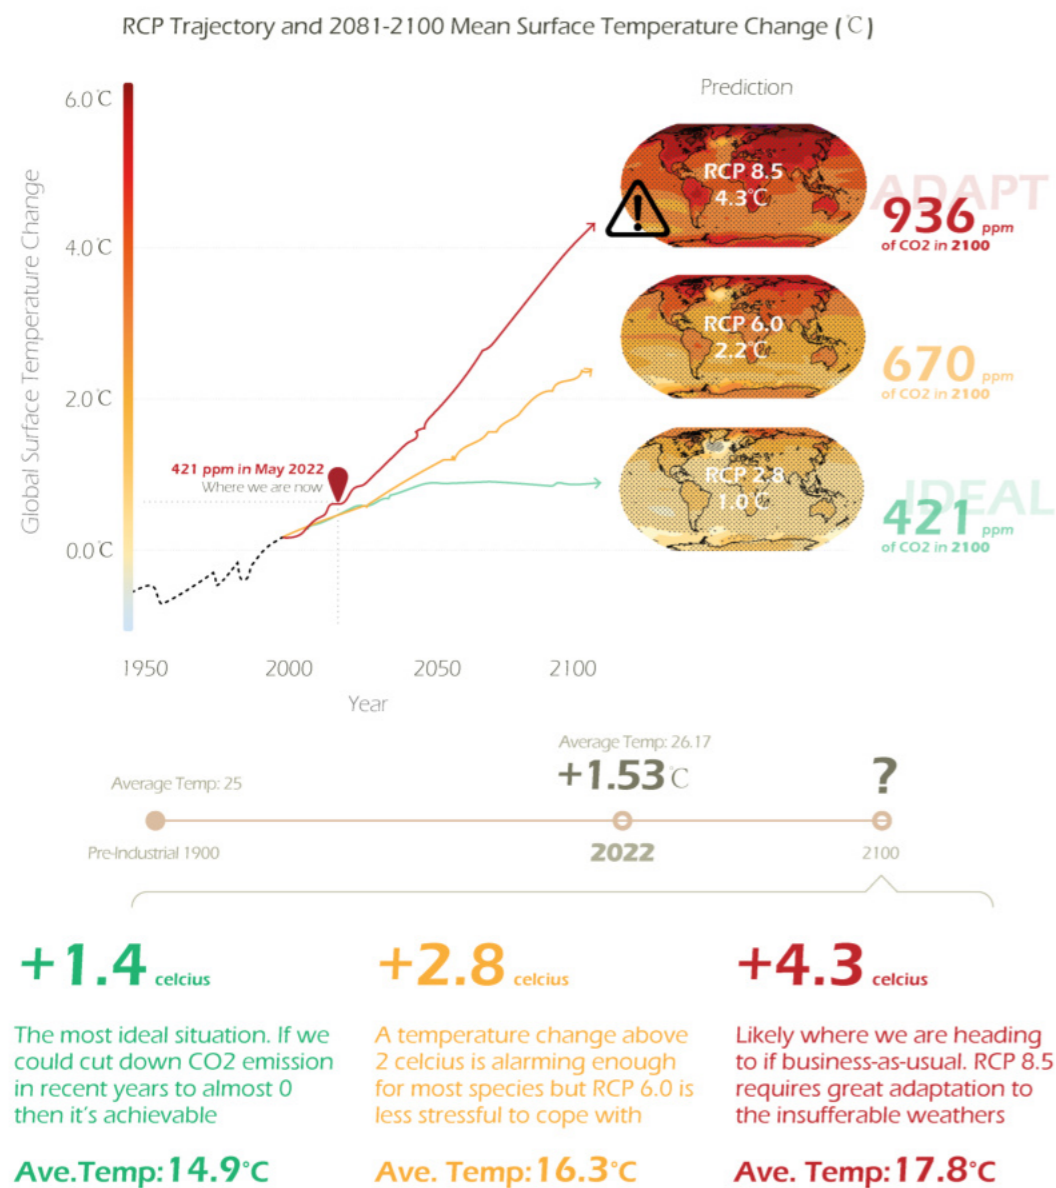 RCP Trajectory and 2081-2100 Mean Surface Temperature Change (℃)
Prediction
Global Surface Temperature Change
6.0℃
4.0℃
2.0℃
0.0℃
RCP 8.5
4.3℃
ADAPT
936 ppm
of CO2 in 2100
RCP 6.0
2.2℃
670 ppm
of CO2 in 2100
RCP 2.8
1.0℃
IDEAL
421 ppm
of CO2 in 2100
421 ppm in May 2022
Where we are now
1950 2000 2050 2100
Year
Average Temp: 25
Average Temp: 26.17
+1.53℃
?
Pre-Industrial 1900
2022
2100
+1.4 celcius
The most ideal situation. If we
could cut down CO2 emission
in recent years to almost 0
then it's achievable
Ave.Temp:14.9°C
+2.8 celcius
A temperature change above
2 celcius is alarming enough
for most species but RCP 6.0 is
less stressful to cope with
Ave. Temp:16.3°C
+4.3 celcius
Likely where we are heading
to if business-as-usual. RCP 8.5
requires great adaptation to
the insufferable weathers
Ave. Temp:17.8°C